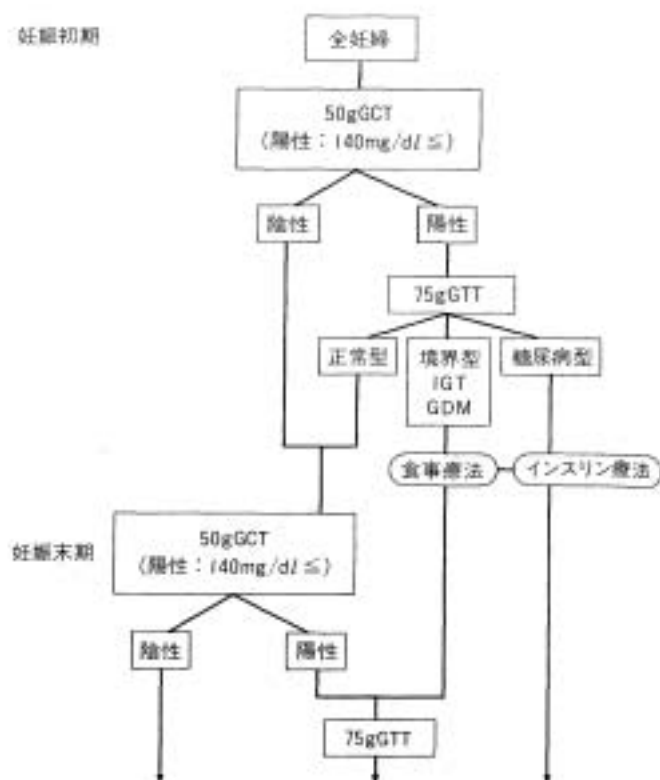 妊娠初期
全妊婦
50gGCT
(陽性:140mg/dl≦)
陰性
陽性
75gGTT
正常型
境界型
IGT
GDM
糖尿病型
食事療法
インスリン療法
妊娠末期
50gGCT
(陽性:140mg/dl≦)
陰性
陽性
75gGTT